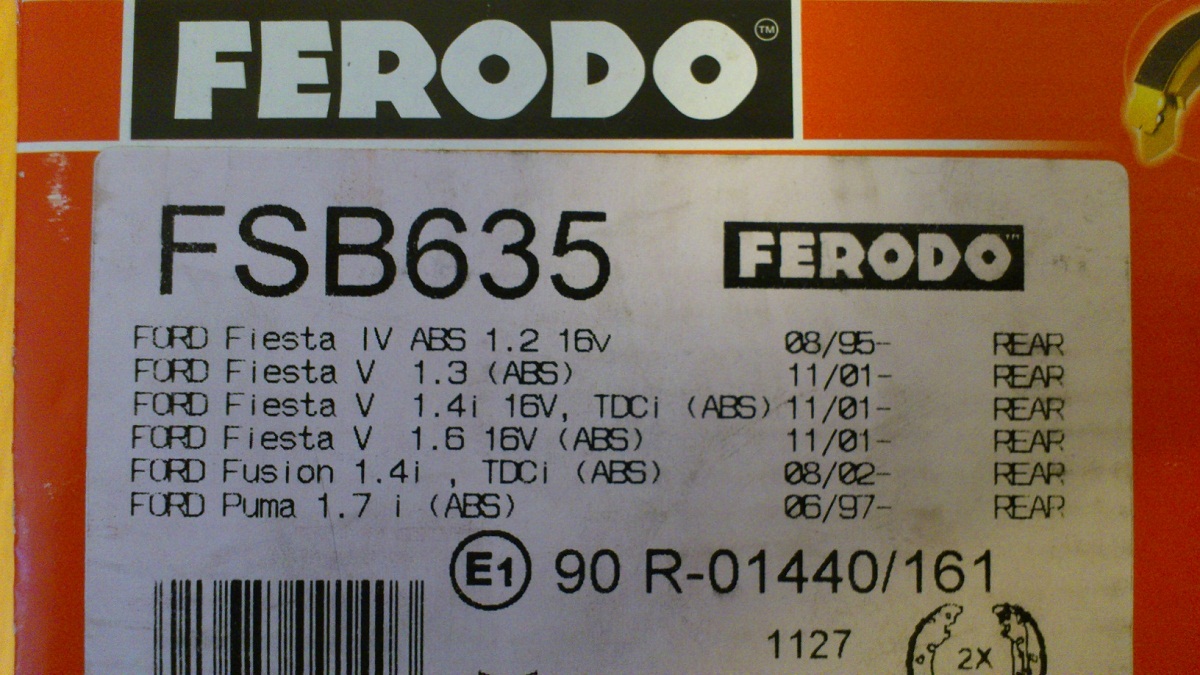 FERODO™
FSB635
FERODO™
FORD Fiesta IV ABS 1.2 16v 08/95- REAR
FORD Fiesta V 1.3 (ABS) 11/01- REAR
FORD Fiesta V 1.4i 16V, TDCi (ABS) 11/01- REAR
FORD Fiesta V 1.6 16V (ABS) 11/01- REAR
FORD Fusion 1.4i , TDCi (ABS) 08/02- REAR
FORD Puma 1.7 i (ABS) 06/97- REAR
E1 90 R-01440/161
1127
2X